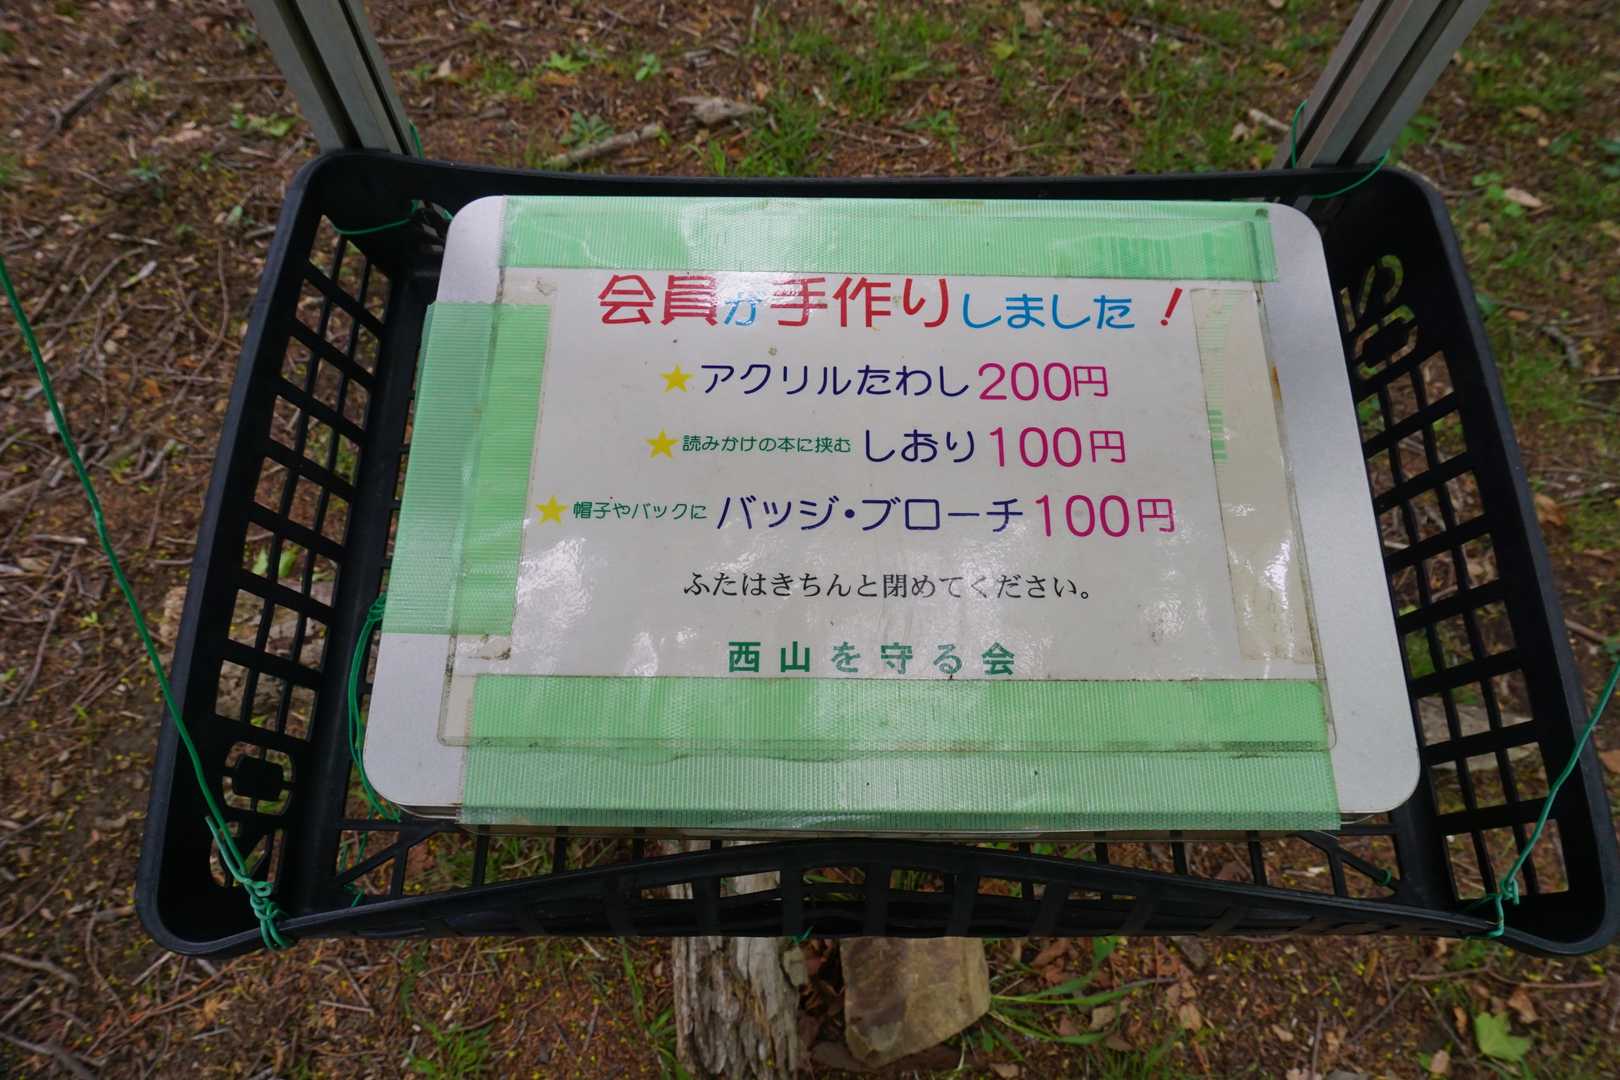 会員が手作りしました！
★アクリルたわし200円
★読みかけの本に挟む しおり100円
★帽子やバックに バッジ・ブローチ100円
ふたはきちんと閉めてください。
西山を守る会